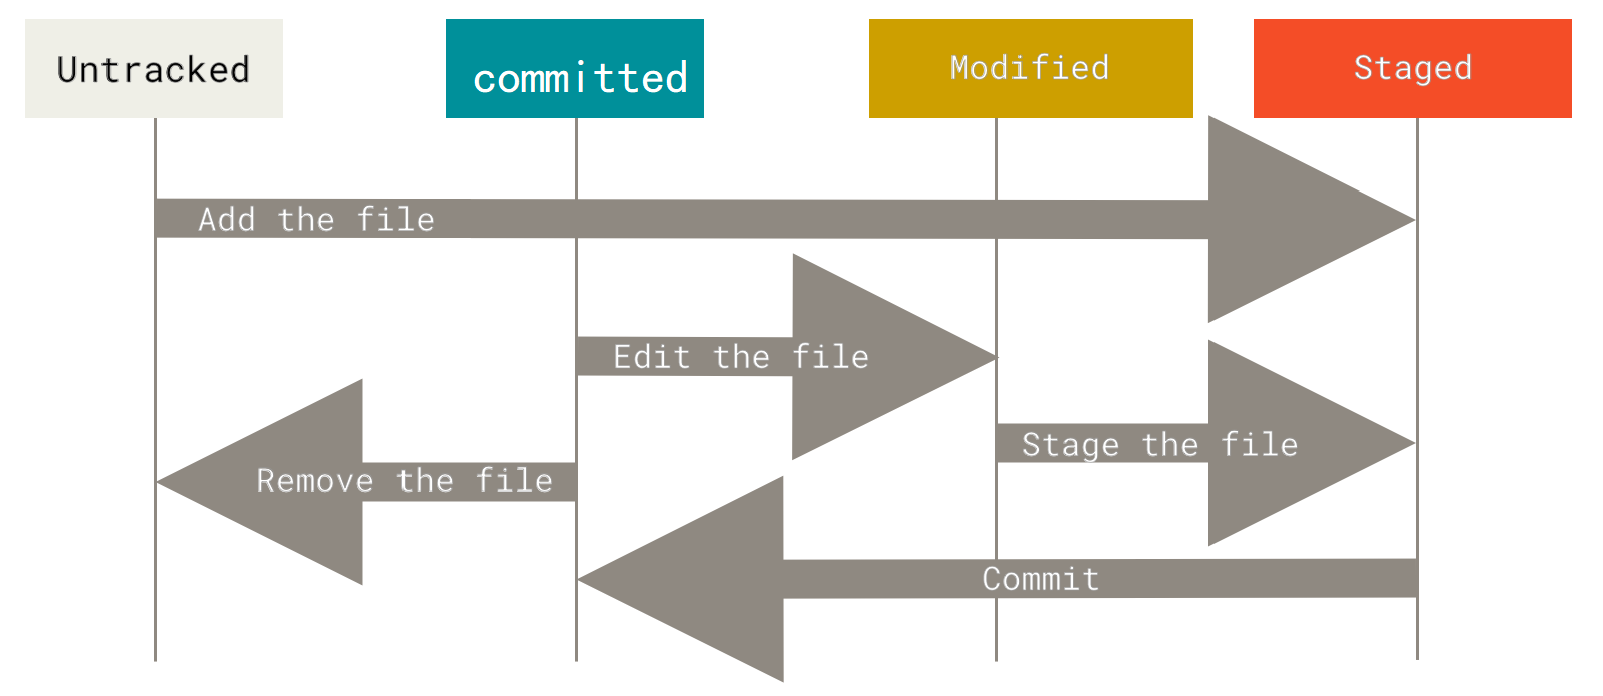 Untracked
committed
Modified
Staged
Add the file
Edit the file
Stage the file
Remove the file
Commit